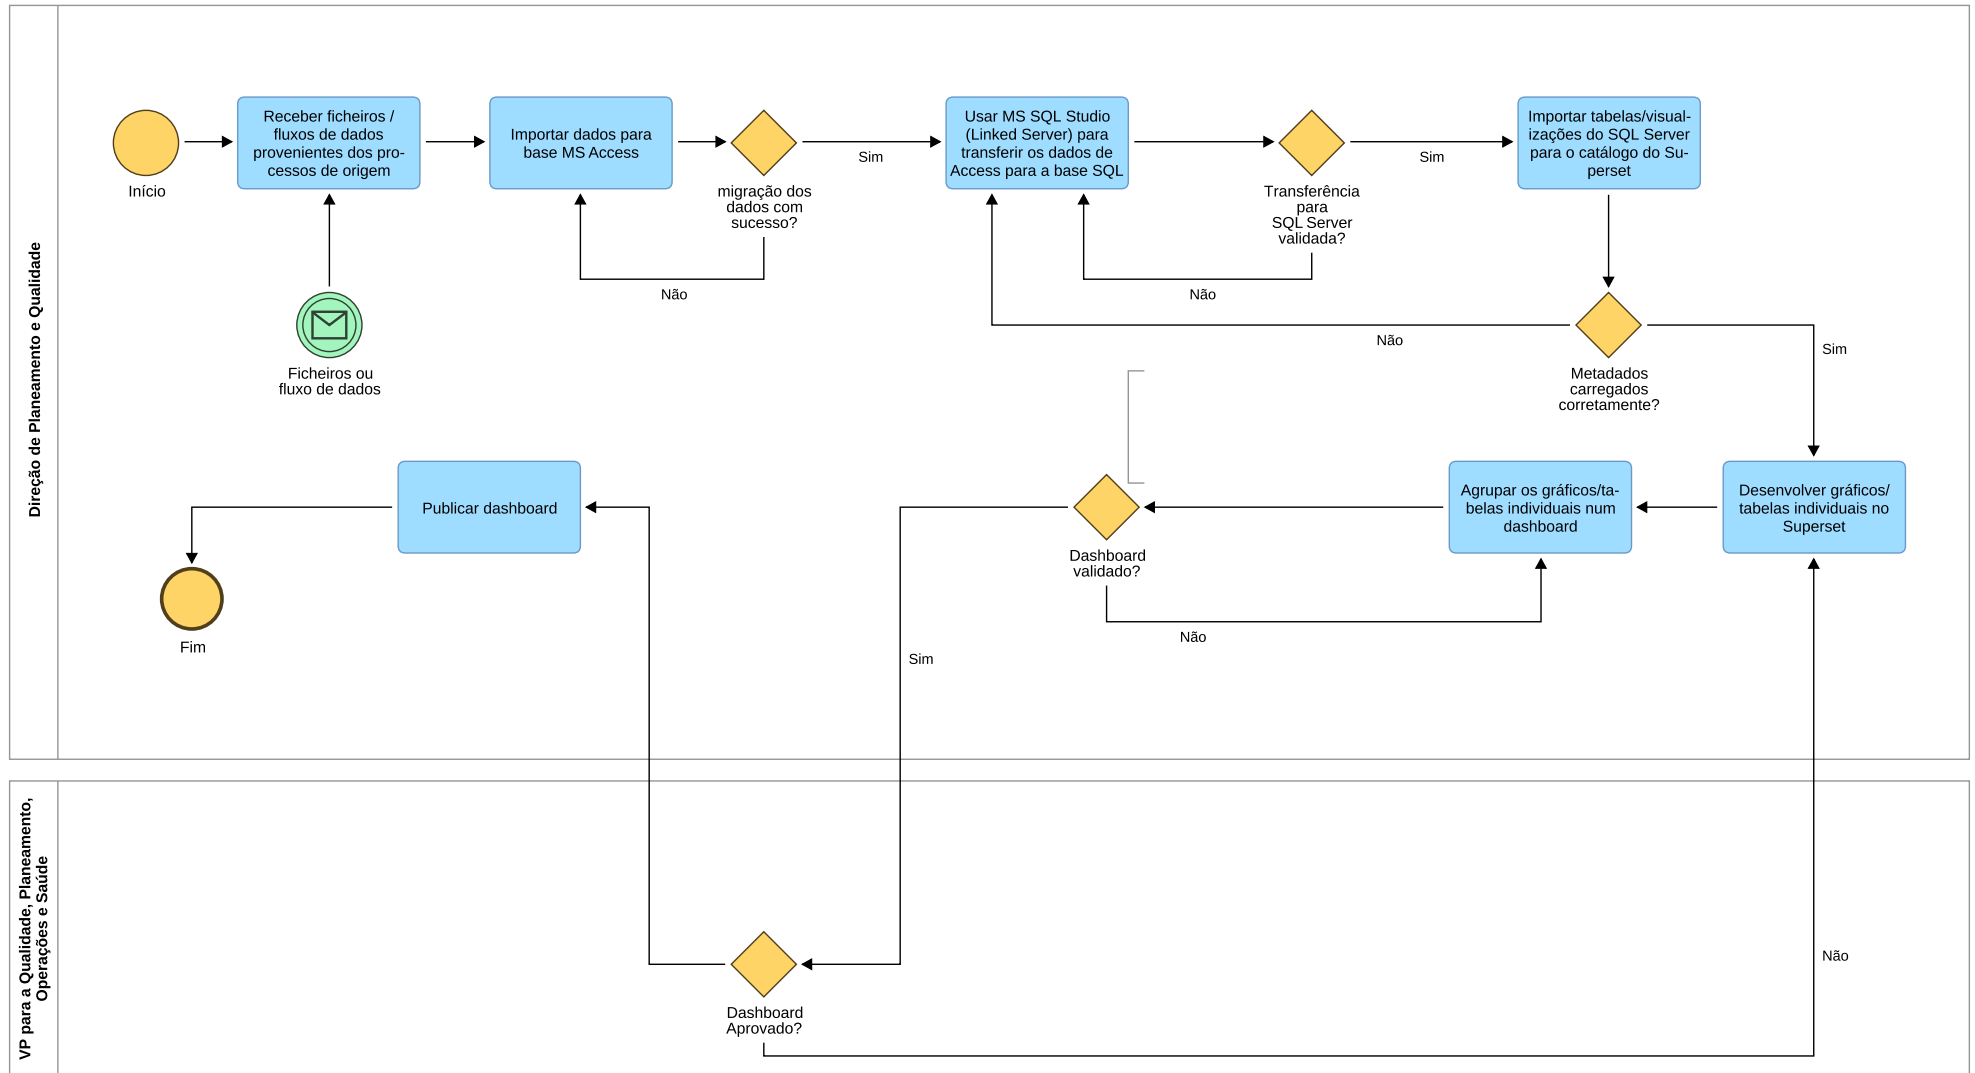 Direção de Planeamento e Qualidade
Início
Receber ficheiros /
fluxos de dados
provenientes dos pro-
cessos de origem
Importar dados para
base MS Access
migração dos
dados com
sucesso?
Sim
Não
Usar MS SQL Studio
(Linked Server) para
transferir os dados de
Access para a base SQL
Transferência
para
SQL Server
validada?
Sim
Não
Importar tabelas/visual-
izações do SQL Server
para o catálogo do Su-
perset
Ficheiros ou
fluxo de dados
Metadados
carregados
corretamente?
Não
Sim
Desenvolver gráficos/
tabelas individuais no
Superset
Agrupar os gráficos/ta-
belas individuais num
dashboard
Dashboard
validado?
Não
Sim
Publicar dashboard
Fim
VP para a Qualidade, Planeamento,
Operações e Saúde
Dashboard
Aprovado?
Não